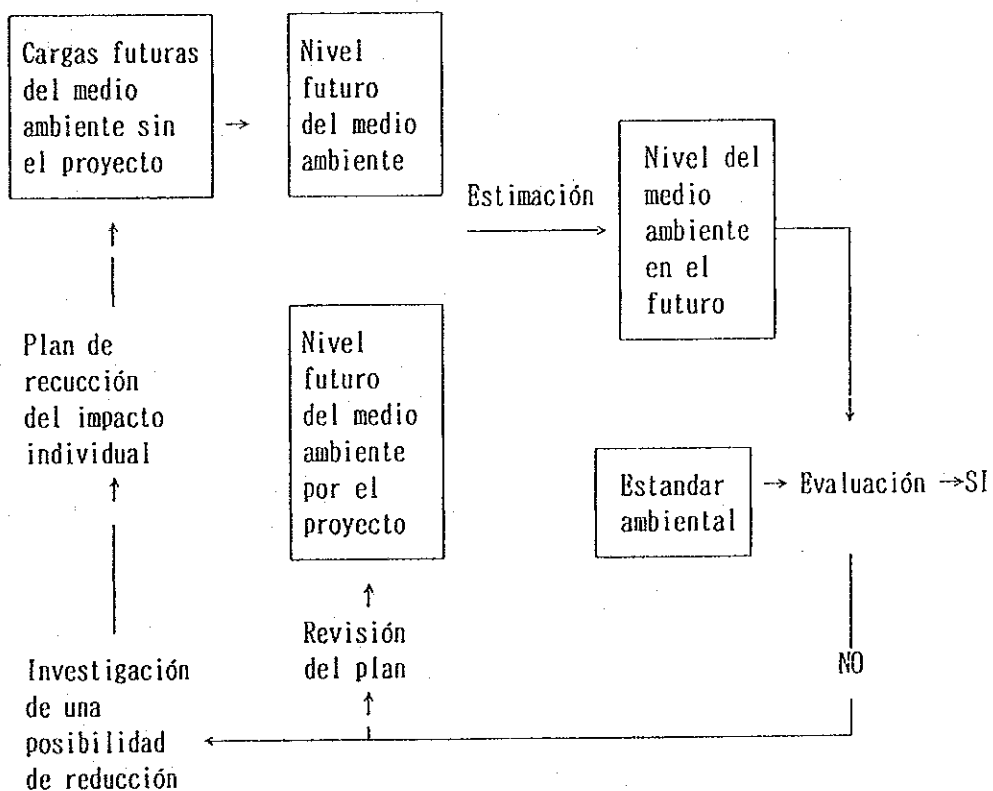 Cargas futuras
del medio
ambiente sin
el proyecto
→
Nivel
futuro
del medio
ambiente
Estimación
Nivel del
medio
ambiente
en el
futuro
Plan de
recucción
del impacto
individual
Nivel
futuro
del medio
ambiente
por el
proyecto
Estandar
ambiental
→ Evaluación →SI
Revisión
del plan
NO
Investigación
de una
posibilidad
de reducción